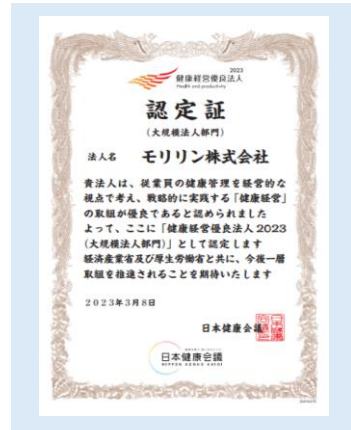 2023
健康経営優良法人
Health and productivity
認定証
(大規模法人部門)
法人名 モリリン株式会社
貴法人は、従業員の健康管理を経営的な
視点で考え、戦略的に実践する「健康経営」
の取組が優良であると認められました
よって、ここに「健康経営優良法人2023
(大規模法人部門)」として認定します
経済産業省及び厚生労働省と共に、今後一層
取組を推進されることを期待いたします
2023年3月8日
日本健康会議
日本健康会議
NIPPON KENKO KAIGI